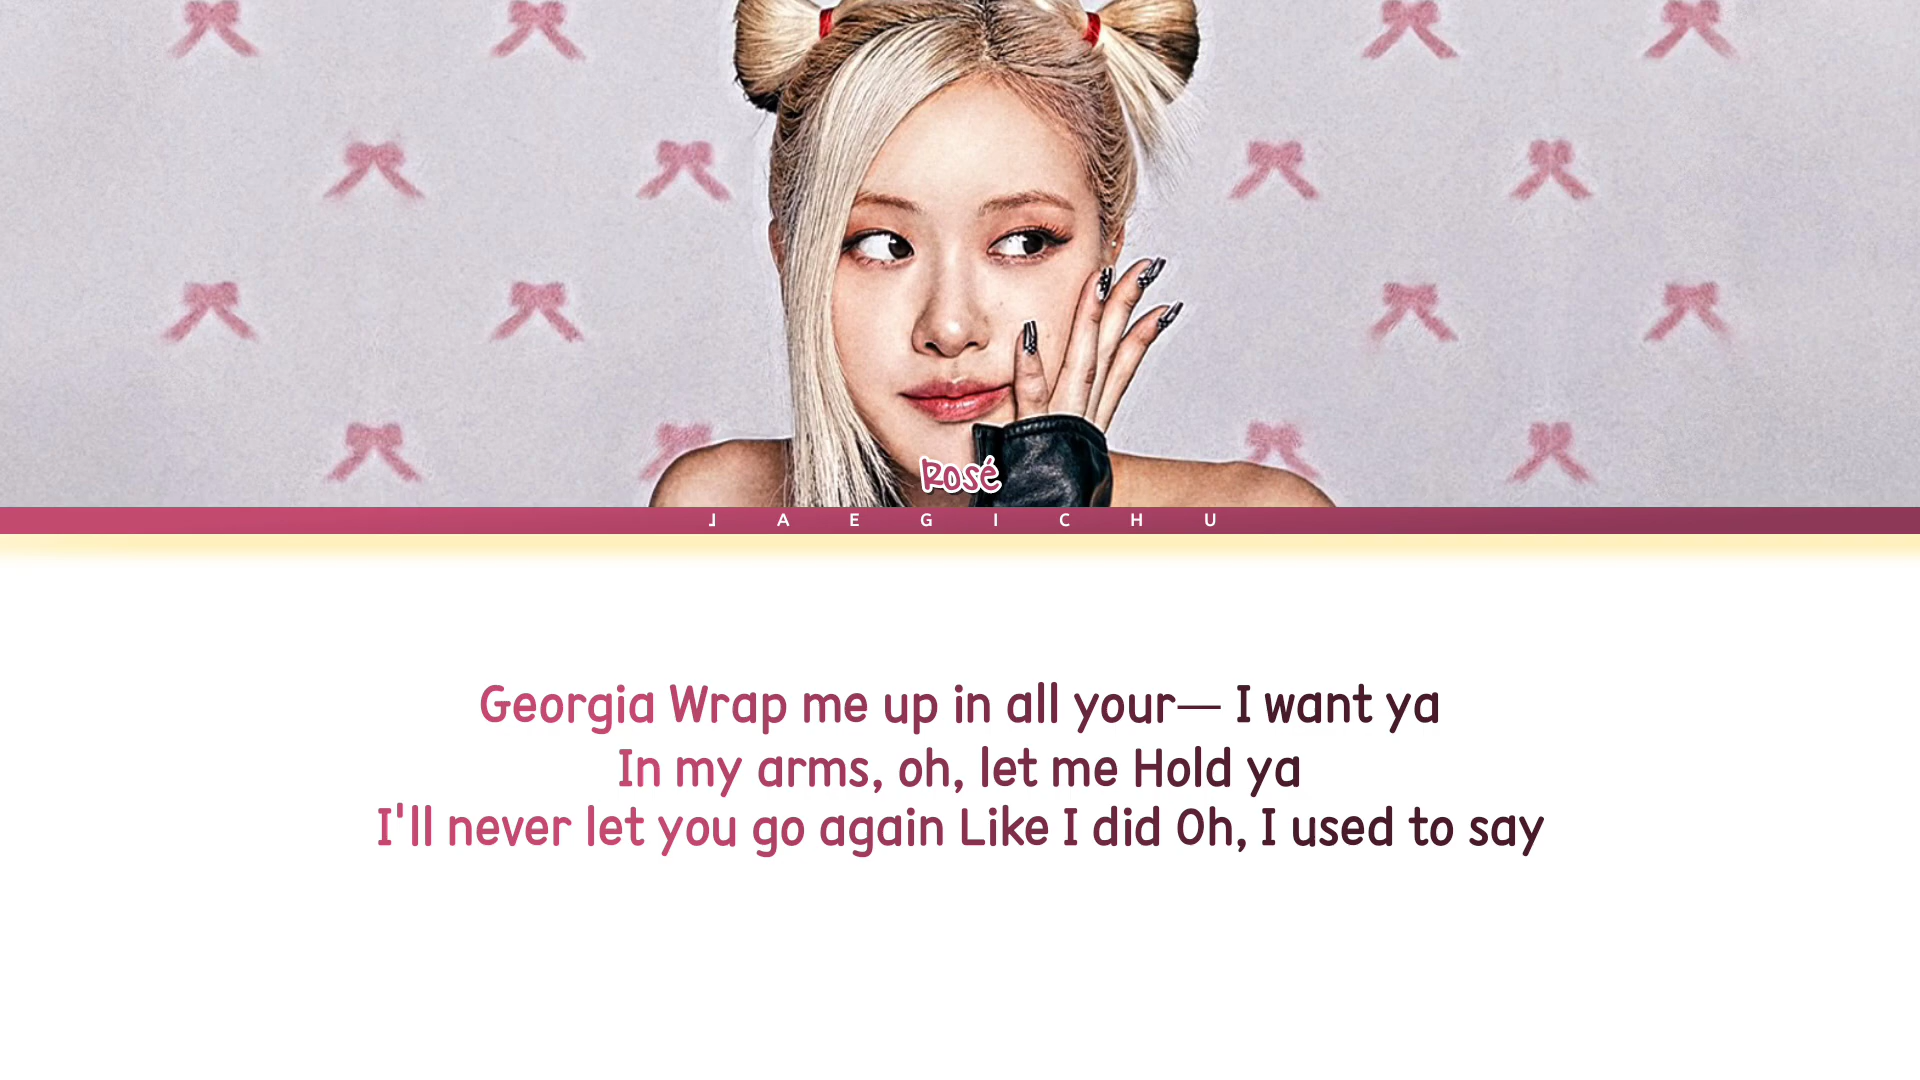 Rosé
JAEGICHU
Georgia Wrap me up in all your— I want ya
In my arms, oh, let me Hold ya
I'll never let you go again Like I did Oh, I used to say